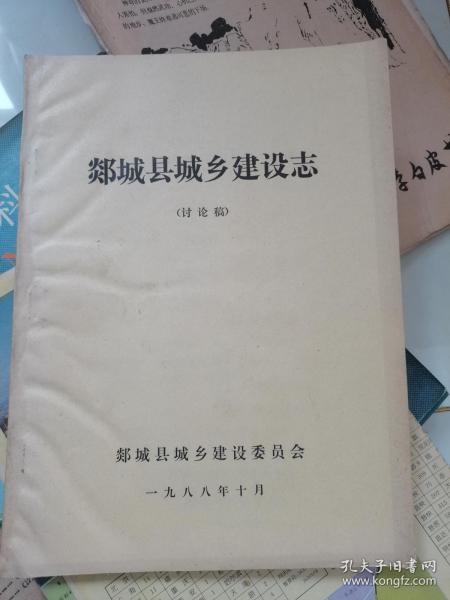 郯城县城乡建设志
(讨论稿)
郯城县城乡建设委员会
一九八八年十月
孔夫子旧书网
www.kongfz.com